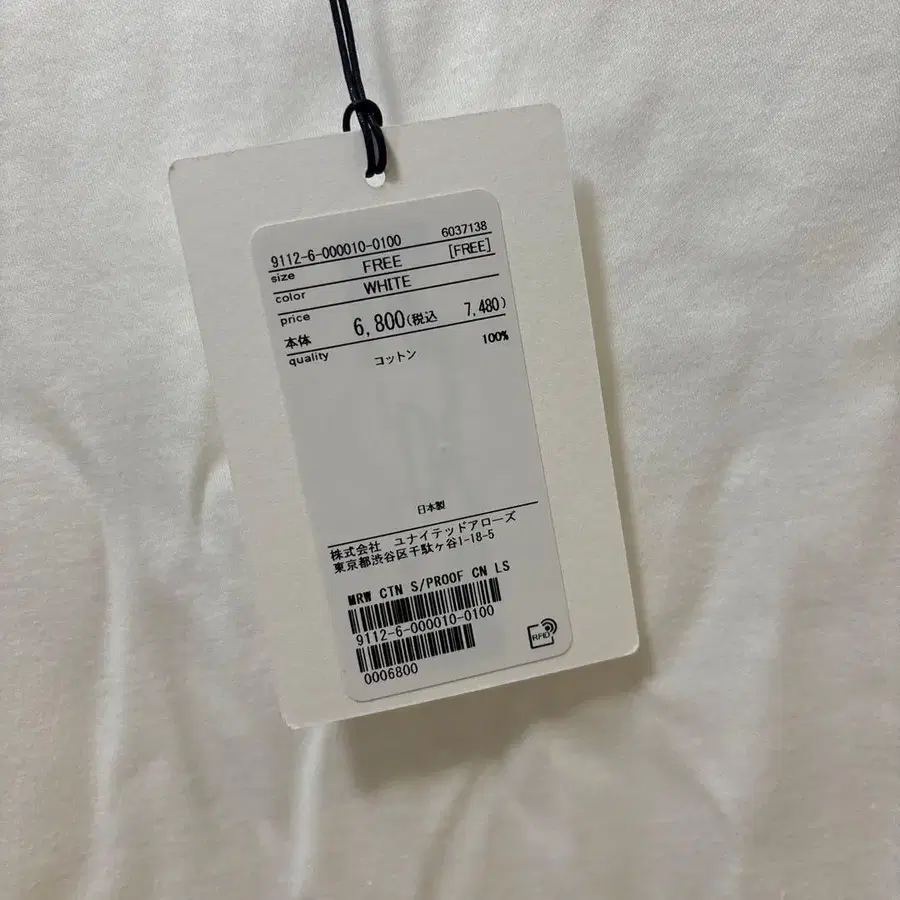 9112-6-000010-0100 6037138
size FREE [FREE]
color WHITE
price
本体 6,800(税込 7,480)
quality コットン 100%
日本製
株式会社 ユナイテッドアローズ
東京都渋谷区千駄ヶ谷1-18-5
MRW CTN S/PROOF CN LS
9112-6-000010-0100
0006800
RFID